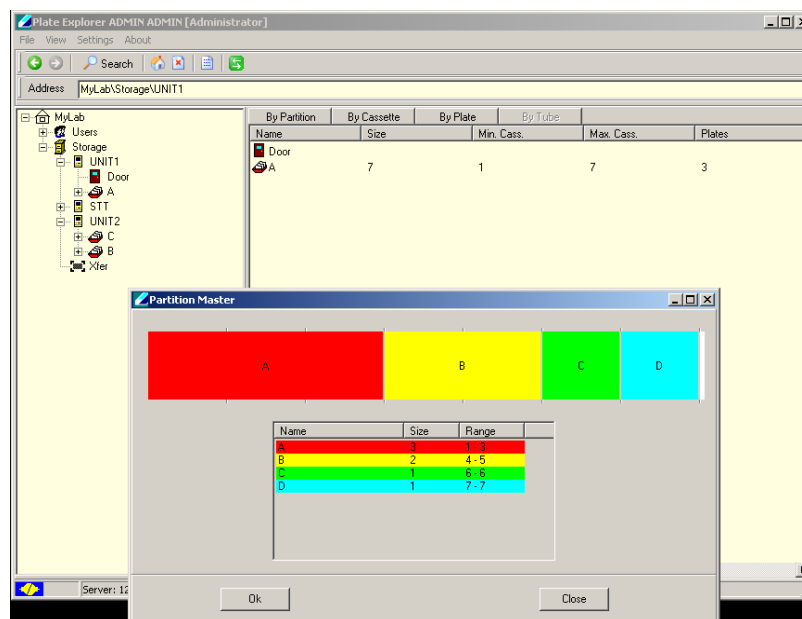 Plate Explorer ADMIN ADMIN [Administrator]
File View Settings About
Search
Address MyLab\Storage\UNIT1
MyLab
Users
Storage
UNIT1
Door
A
STT
UNIT2
C
B
Xfer
By Partition By Cassette By Plate By Tube
Name Size Min. Cass. Max. Cass. Plates
Door
A 7 1 7 3
Partition Master
A B C D
Name Size Range
A 3 1 - 3
B 2 4 - 5
C 1 6 - 6
D 1 7 - 7
Ok Close
Server: 12